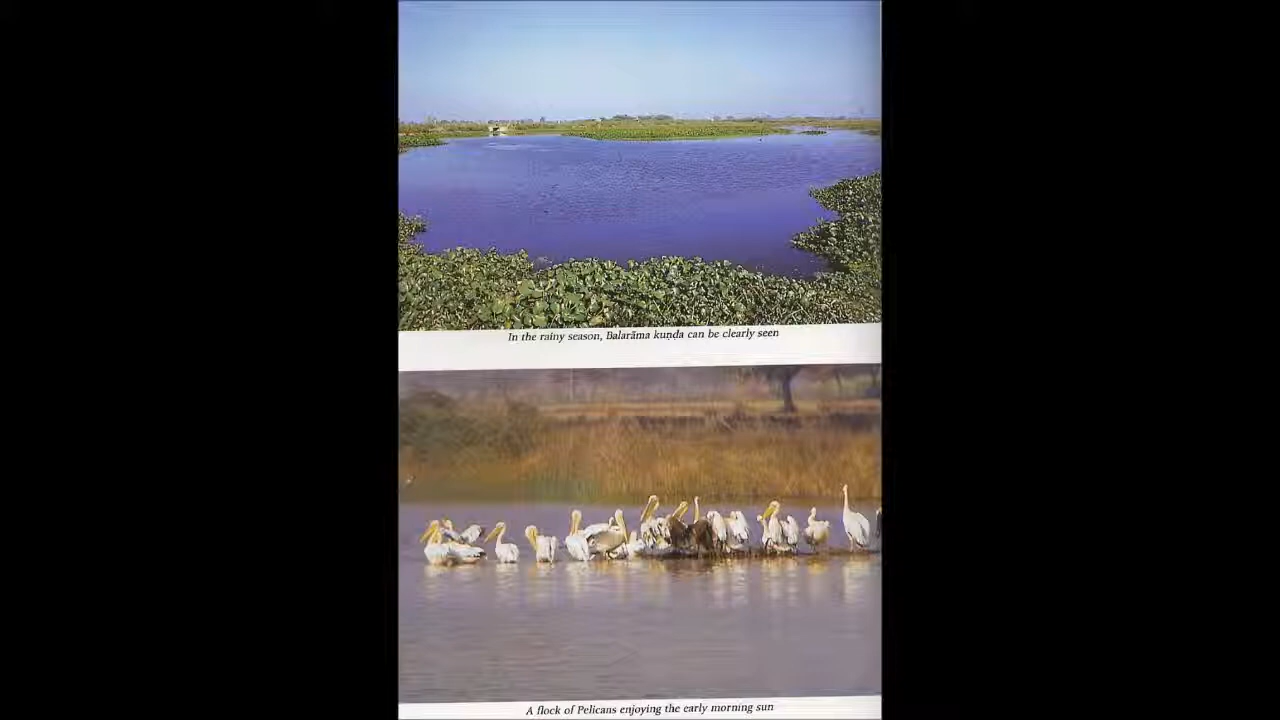 In the rainy season, Balarāma kuṇḍa can be clearly seen
A flock of Pelicans enjoying the early morning sun